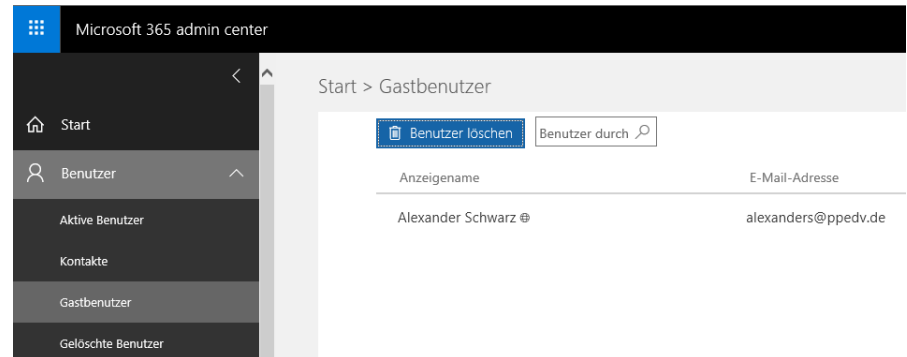 Microsoft 365 admin center
Start > Gastbenutzer
Start
Benutzer
Aktive Benutzer
Kontakte
Gastbenutzer
Gelöschte Benutzer
Benutzer löschen
Benutzer durch
Anzeigename E-Mail-Adresse
Alexander Schwarz alexanders@ppedv.de